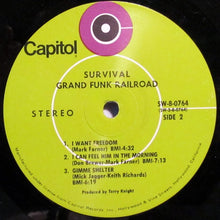 Capitol
SURVIVAL
GRAND FUNK RAILROAD
STEREO
SW-8-0764
SIDE 2
1. I WANT FREEDOM
(Mark Farner) BMI-4:32
2. I CAN FEEL HIM IN THE MORNING
(Don Brewer-Mark Farner) BMI-7:13
3. GIMME SHELTER
(Mick Jagger-Keith Richards)
BMI-6:19
Produced by Terry Knight